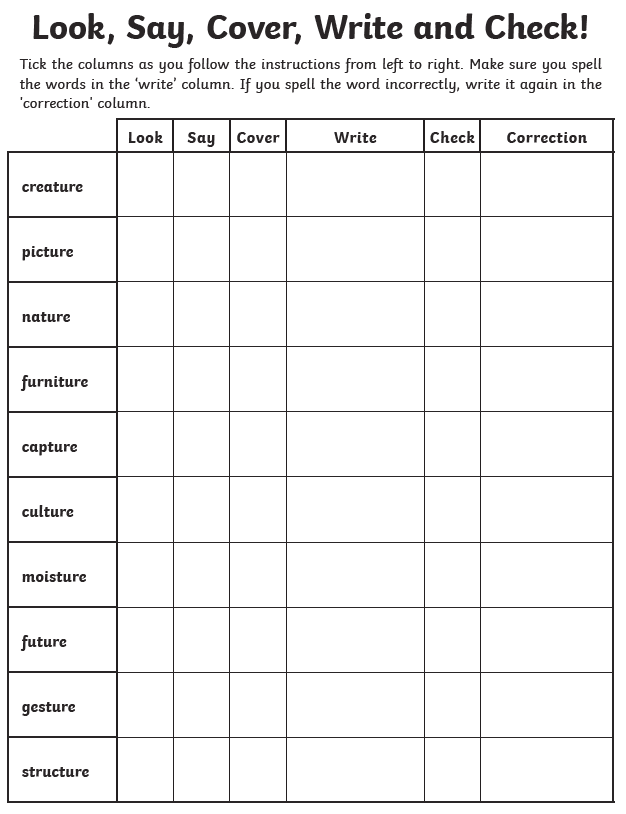 Look, Say, Cover, Write and Check!
Tick the columns as you follow the instructions from left to right. Make sure you spell
the words in the ‘write’ column. If you spell the word incorrectly, write it again in the
'correction' column.
Look Say Cover Write Check Correction
creature
picture
nature
furniture
capture
culture
moisture
future
gesture
structure